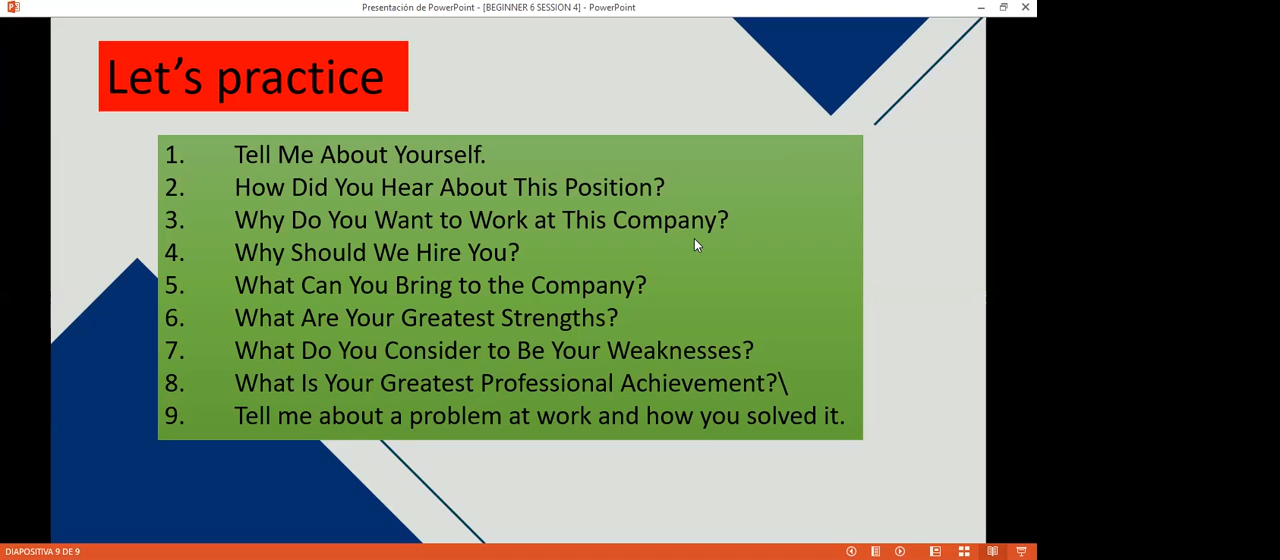 Presentación de PowerPoint - [BEGINNER 6 SESSION 4] - PowerPoint
Let's practice
1. Tell Me About Yourself.
2. How Did You Hear About This Position?
3. Why Do You Want to Work at This Company?
4. Why Should We Hire You?
5. What Can You Bring to the Company?
6. What Are Your Greatest Strengths?
7. What Do You Consider to Be Your Weaknesses?
8. What Is Your Greatest Professional Achievement?\
9. Tell me about a problem at work and how you solved it.
DIAPOSITIVA 9 DE 9